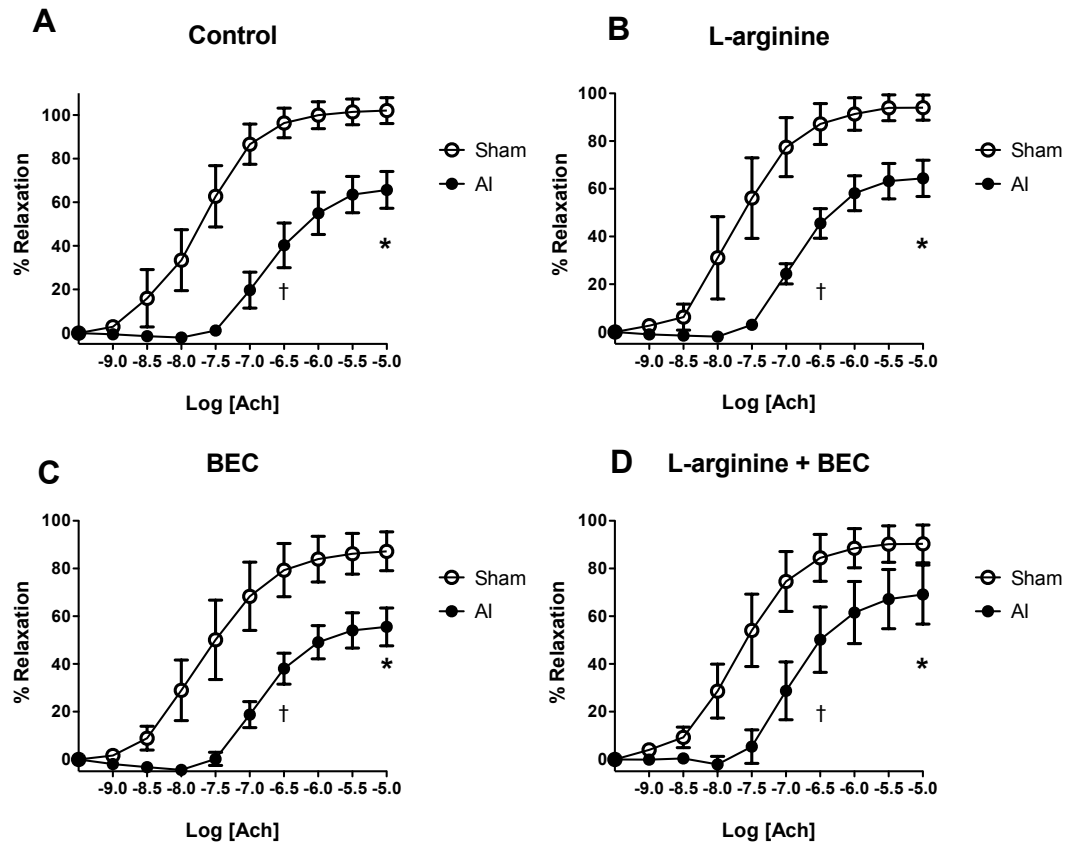 A
Control
% Relaxation
100
80
60
40
20
0
†
*
-9.0 -8.5 -8.0 -7.5 -7.0 -6.5 -6.0 -5.5 -5.0
Log [Ach]
Sham
AI
B
L-arginine
% Relaxation
100
80
60
40
20
0
†
*
-9.0 -8.5 -8.0 -7.5 -7.0 -6.5 -6.0 -5.5 -5.0
Log [Ach]
Sham
AI
C
BEC
% Relaxation
100
80
60
40
20
0
†
*
-9.0 -8.5 -8.0 -7.5 -7.0 -6.5 -6.0 -5.5 -5.0
Log [Ach]
Sham
AI
D
L-arginine + BEC
% Relaxation
100
80
60
40
20
0
†
*
-9.0 -8.5 -8.0 -7.5 -7.0 -6.5 -6.0 -5.5 -5.0
Log [Ach]
Sham
AI